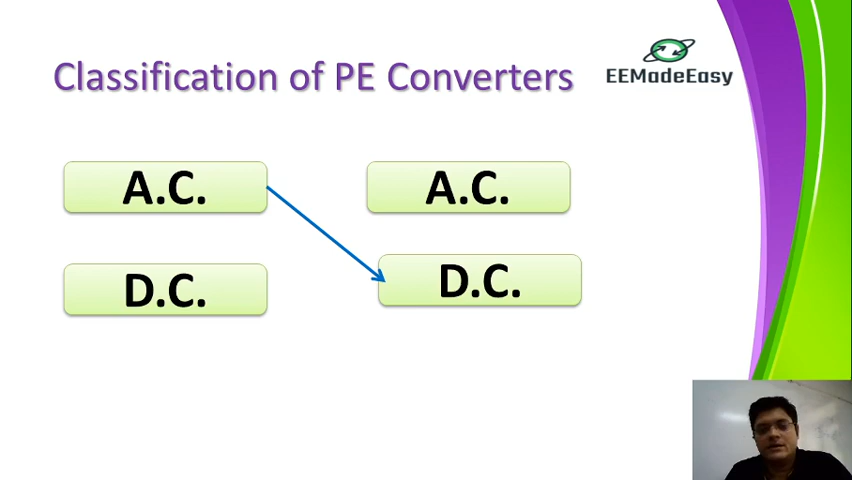 Classification of PE Converters
EEMadeEasy
A.C.
A.C.
D.C.
D.C.